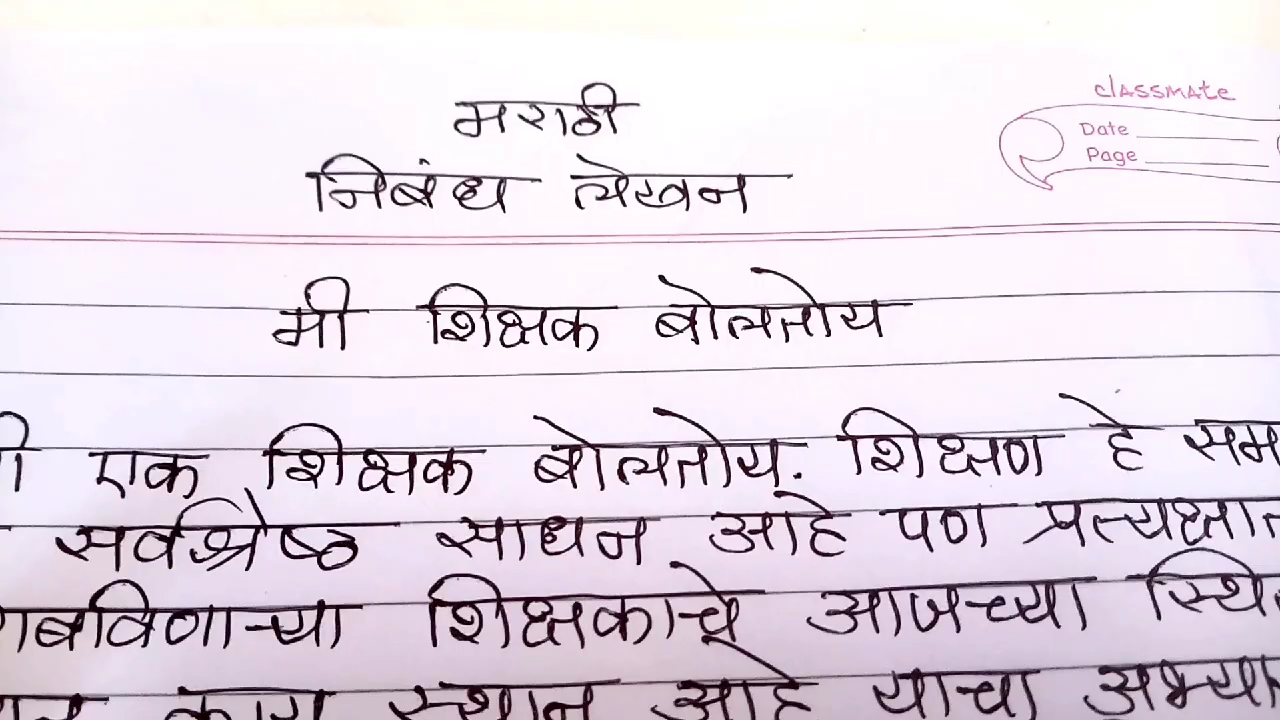 classmate
Date
Page
मराठी
निबंध लेखन
मी शिक्षक बोलतोय
एक शिक्षक बोलतोय. शिक्षण हे सम
सर्वश्रेष्ठ साधन आहे पण प्रत्यक्षात
राबविणाऱ्या शिक्षकाचे आजच्या स्थि
काय स्थान आहे याचा अभ्या